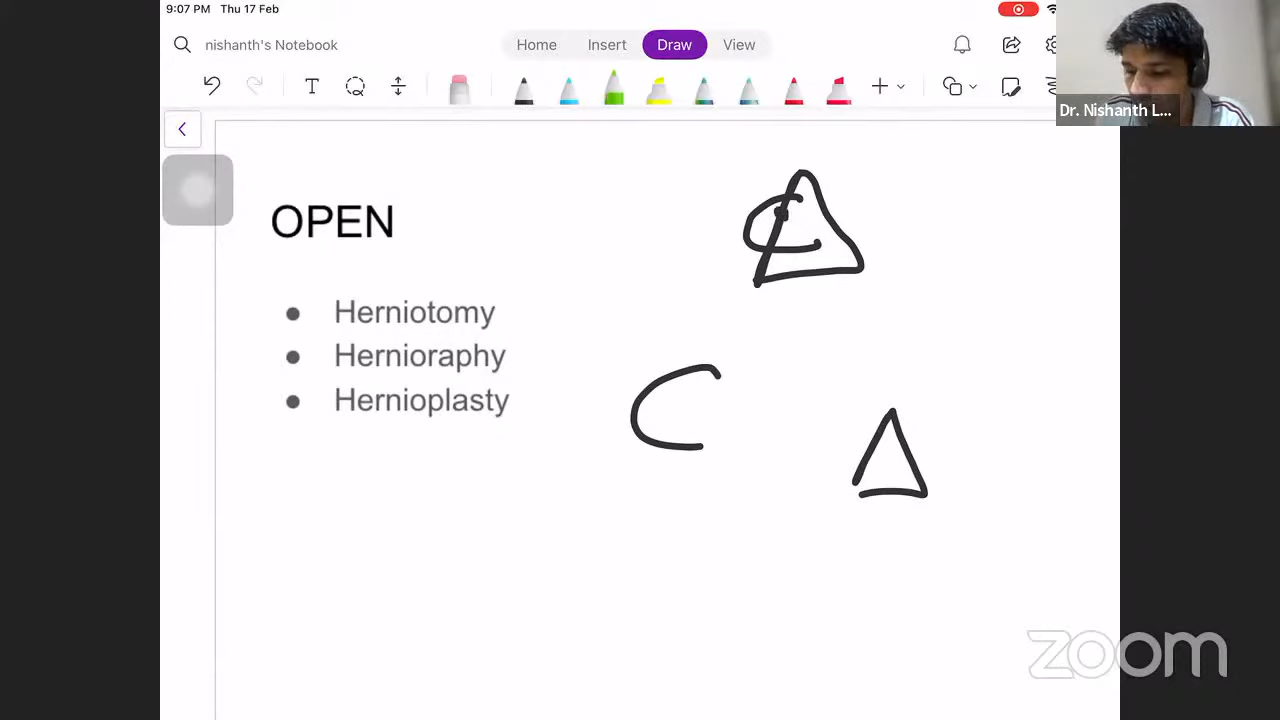 9:07 PM Thu 17 Feb
nishanth's Notebook
Home Insert Draw View
T
Dr. Nishanth L...
OPEN
● Herniotomy
● Hernioraphy
● Hernioplasty
zoom